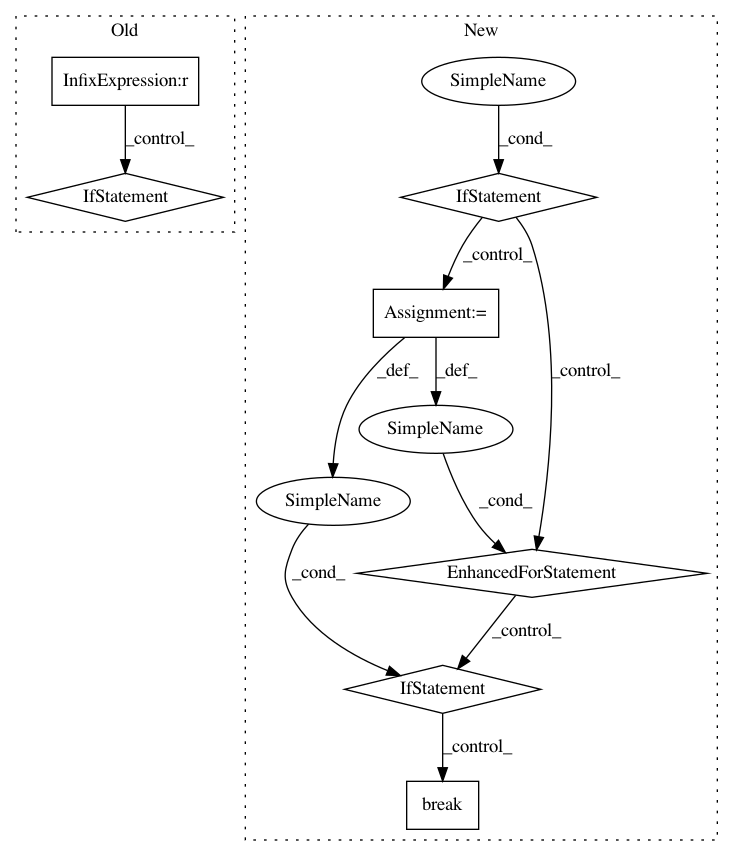 Old
InfixExpression:r
_control_
IfStatement
New
SimpleName
_cond_
IfStatement
_control_
Assignment:=
_def_
_def_
_control_
SimpleName
SimpleName
_cond_
_cond_
EnhancedForStatement
_control_
IfStatement
_control_
break